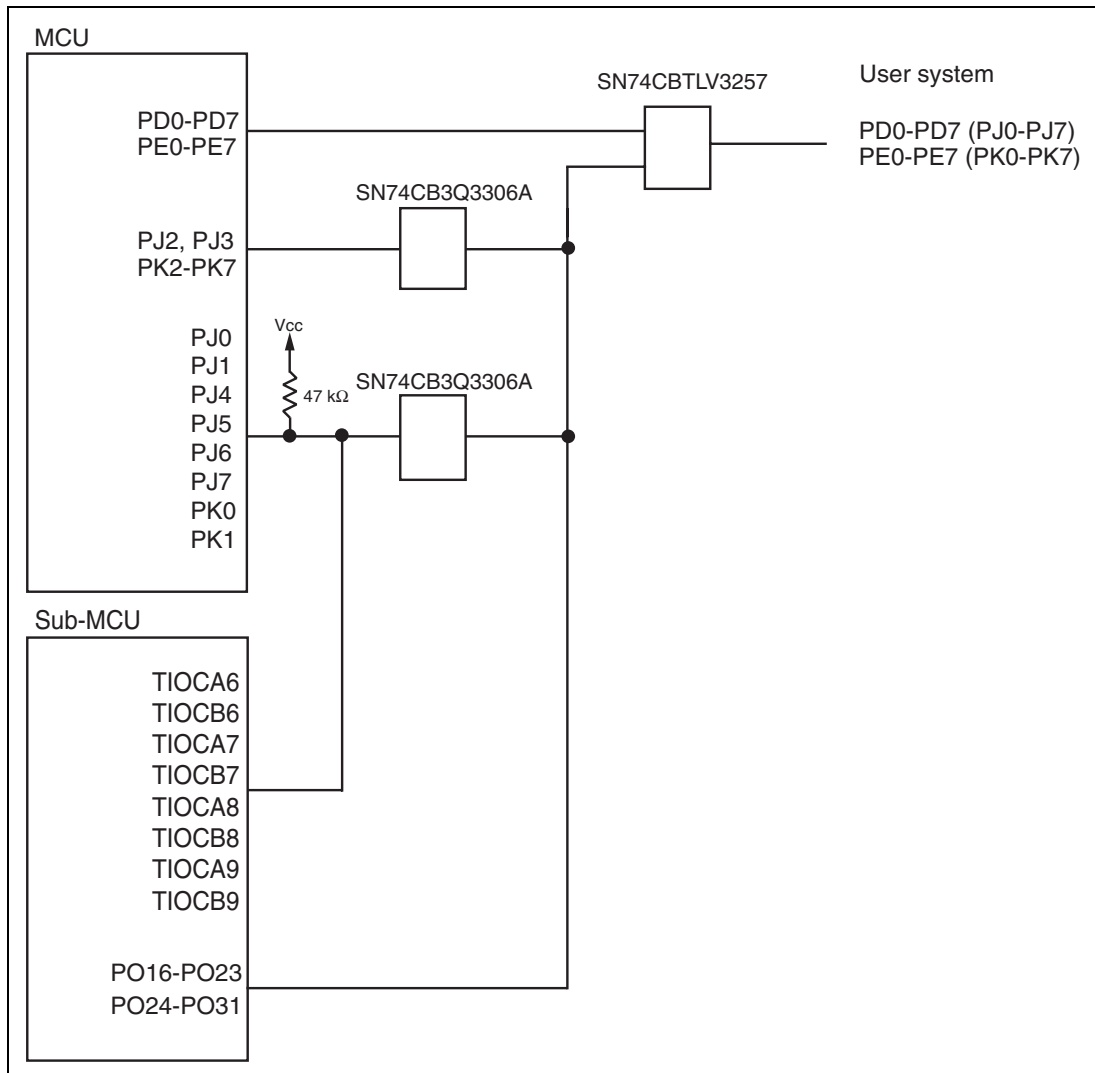 MCU
SN74CBTLV3257
User system
PD0-PD7
PE0-PE7
PD0-PD7 (PJ0-PJ7)
PE0-PE7 (PK0-PK7)
SN74CB3Q3306A
PJ2, PJ3
PK2-PK7
PJ0
PJ1
PJ4
PJ5
PJ6
PJ7
PK0
PK1
Vcc
47 kΩ
SN74CB3Q3306A
Sub-MCU
TIOCA6
TIOCB6
TIOCA7
TIOCB7
TIOCA8
TIOCB8
TIOCA9
TIOCB9
PO16-PO23
PO24-PO31